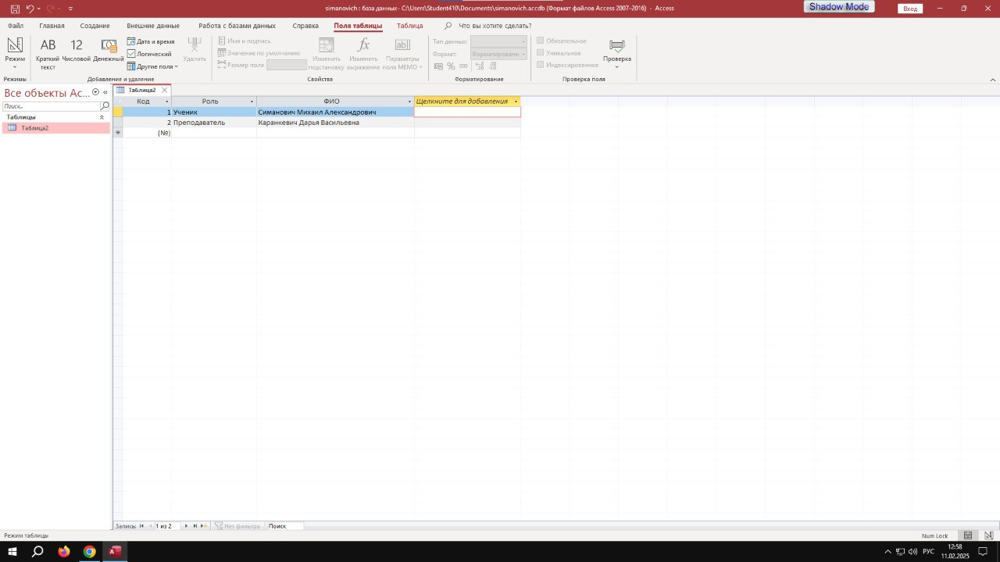 simanovich : база данных- C:\Users\Student410\Documents\simanovich.accdb (Формат файлов Access 2007–2016) - Access
Shadow Mode
Вход
Файл Главная Создание Внешние данные Работа с базами данных Справка Поля таблицы Таблица Что вы хотите сделать?
Режим
Режимы
АВ Краткий текст
12 Числовой
Денежный
Дата и время
Логический
Другие поля
Удалить
Добавление и удаление
Имя и подпись
Значение по умолчанию
Размер поля
Изменить подстановку
Изменить выражение
Параметры поля МЕМО
Свойства
Тип данных:
Формат: Форматировани
% 000
Форматирование
Обязательное
Уникальное
Индексированное
Проверка
Проверка поля
Все объекты Ac...
Поиск...
Таблицы
Таблица2
Таблица2
Код Роль ФИО Щелкните для добавления
1 Ученик Симанович Михаил Александрович
2 Преподаватель Каранкевич Дарья Васильевна
(№)
Записы 1 из 2 Нет фильтра Поиск
Режим таблицы
Num Lock
РУС
12:58
11.02.2025